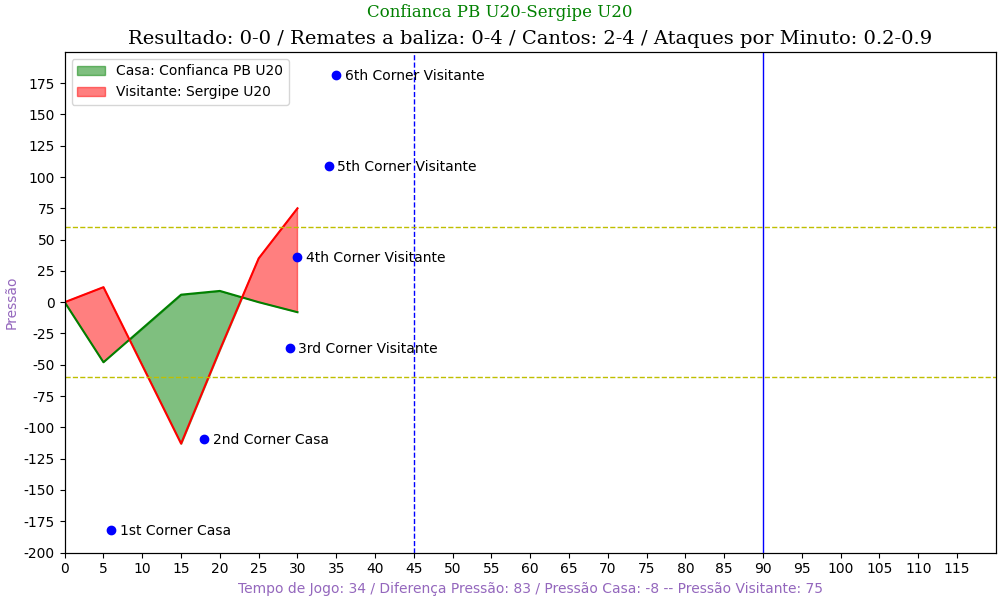 Confianca PB U20-Sergipe U20
Resultado: 0-0 / Remates a baliza: 0-4 / Cantos: 2-4 / Ataques por Minuto: 0.2-0.9
Casa: Confianca PB U20
Visitante: Sergipe U20
6th Corner Visitante
5th Corner Visitante
4th Corner Visitante
3rd Corner Visitante
2nd Corner Casa
1st Corner Casa
Pressão
175
150
125
100
75
50
25
0
-25
-50
-75
-100
-125
-150
-175
-200
0 5 10 15 20 25 30 35 40 45 50 55 60 65 70 75 80 85 90 95 100 105 110 115
Tempo de Jogo: 34 / Diferença Pressão: 83 / Pressão Casa: -8 -- Pressão Visitante: 75